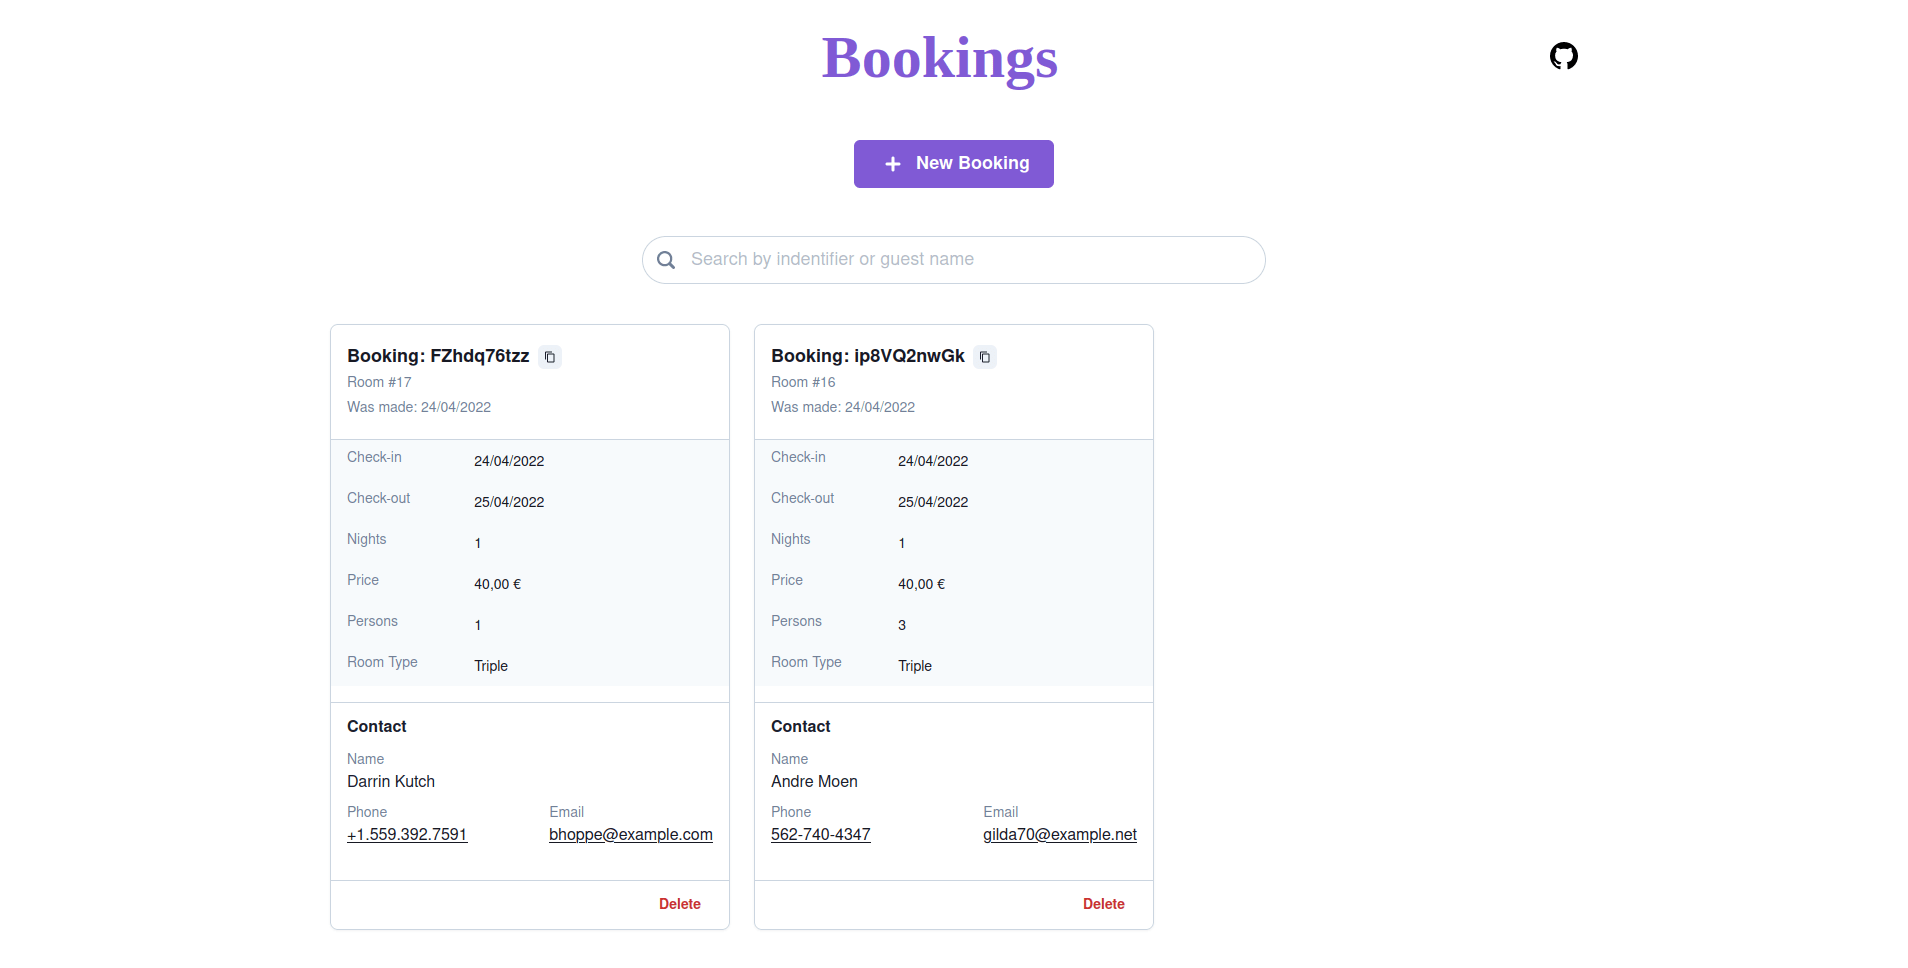 Bookings
New Booking
Search by indentifier or guest name
Booking: FZhdq76tzz
Room #17
Was made: 24/04/2022
Check-in 24/04/2022
Check-out 25/04/2022
Nights 1
Price 40,00 €
Persons 1
Room Type Triple
Contact
Name
Darrin Kutch
Phone Email
+1.559.392.7591 bhoppe@example.com
Delete
Booking: ip8VQ2nwGk
Room #16
Was made: 24/04/2022
Check-in 24/04/2022
Check-out 25/04/2022
Nights 1
Price 40,00 €
Persons 3
Room Type Triple
Contact
Name
Andre Moen
Phone Email
562-740-4347 gilda70@example.net
Delete